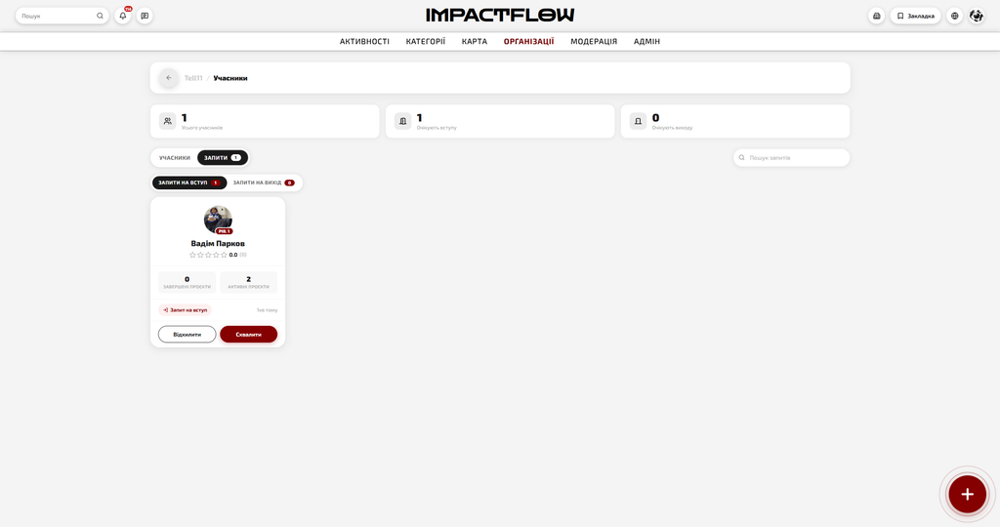 Пошук
114
IMPACTFLOW
Закладка
АКТИВНОСТІ
КАТЕГОРІЇ
КАРТА
ОРГАНІЗАЦІЇ
МОДЕРАЦІЯ
АДМІН
Tell11 / Учасники
1
Усього учасників
1
Очікують вступу
0
Очікують виходу
УЧАСНИКИ
ЗАПИТИ 1
Пошук запитів
ЗАПИТИ НА ВСТУП 1
ЗАПИТИ НА ВИХІД 0
РІВ. 1
Вадім Парков
0.0 (0)
0
ЗАВЕРШЕНІ ПРОЄКТИ
2
АКТИВНІ ПРОЄКТИ
Запит на вступ
1хв тому
Відхилити
Схвалити